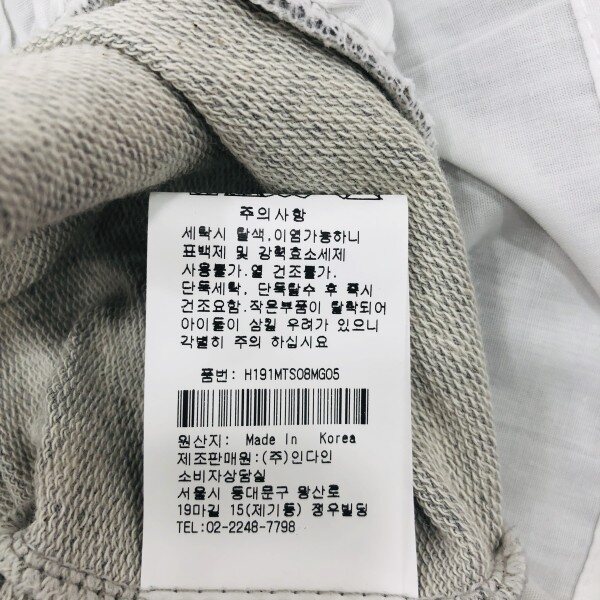 주의사항
세탁시 탈색,이염가능하니
표백제 및 강력효소세제
사용불가.열 건조불가.
단독세탁, 단독탈수 후 즉시
건조요함.작은부품이 탈락되어
아이들이 삼킬 우려가 있으니
각별히 주의 하십시요
품번: H191MTS08MG05
원산지: Made In Korea
제조판매원:(주)인다인
소비자상담실
서울시 동대문구 왕산로
19마길 15(제기동) 정우빌딩
TEL:02-2248-7798